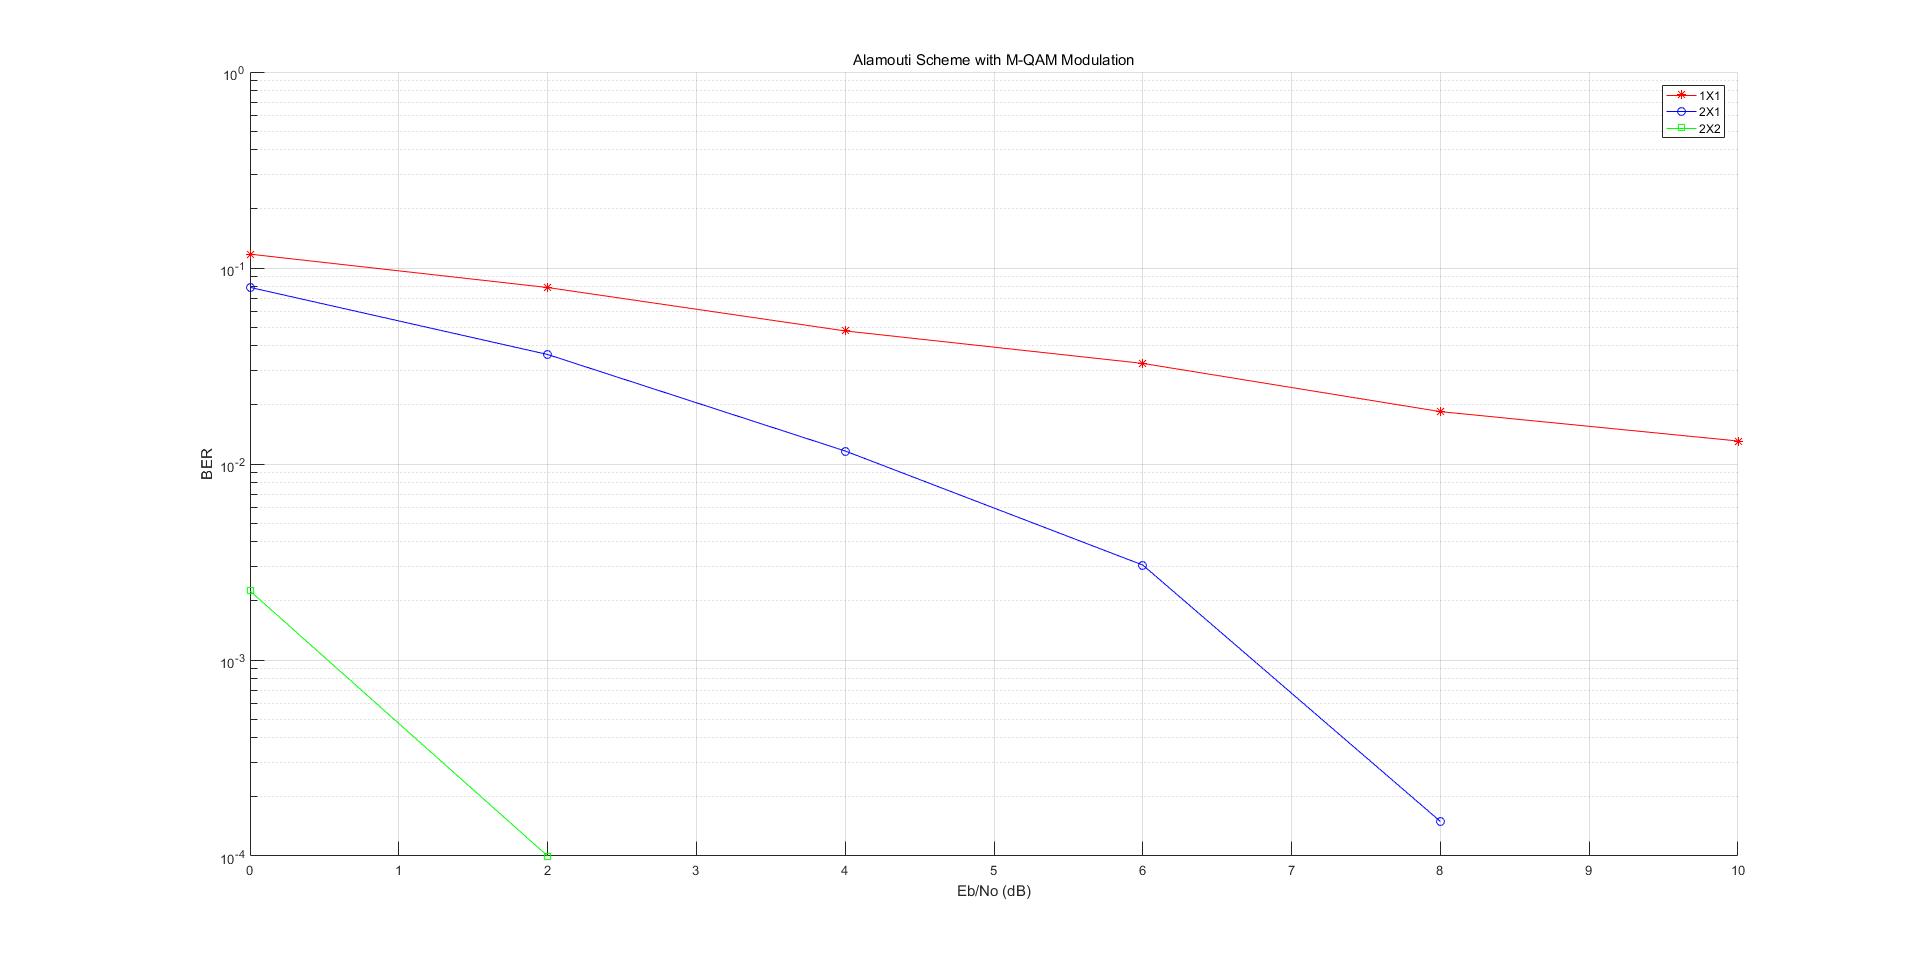 Alamouti Scheme with M-QAM Modulation
10^0
1X1
2X1
2X2
10^-1
BER
10^-2
10^-3
10^-4
0 1 2 3 4 5 6 7 8 9 10
Eb/No (dB)